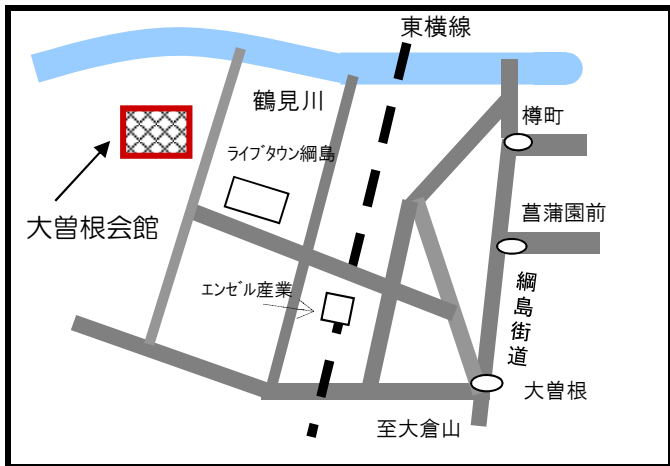 東横線
鶴見川
樽町
ﾗｲﾌﾞﾀｳﾝ綱島
大曽根会館
菖蒲園前
綱島街道
ｴﾝｾﾞﾙ産業
大曽根
至大倉山